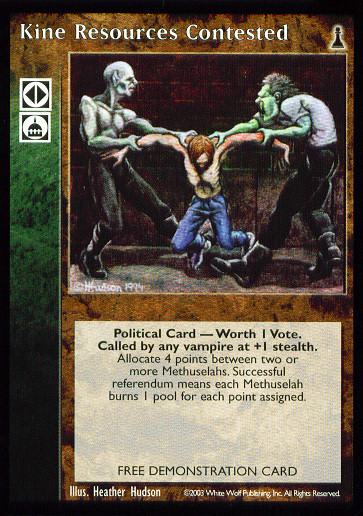 Kine Resources Contested
©HHudson 1994
Political Card — Worth 1 Vote.
Called by any vampire at +1 stealth.
Allocate 4 points between two or
more Methuselahs. Successful
referendum means each Methuselah
burns 1 pool for each point assigned.
FREE DEMONSTRATION CARD
Illus. Heather Hudson
©2003 White Wolf Publishing, Inc. All Rights Reserved.